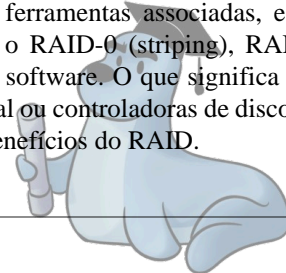 ferramentas associadas, e
o RAID-0 (striping), RAI
software. O que significa
al ou controladoras de disco
enefícios do RAID.